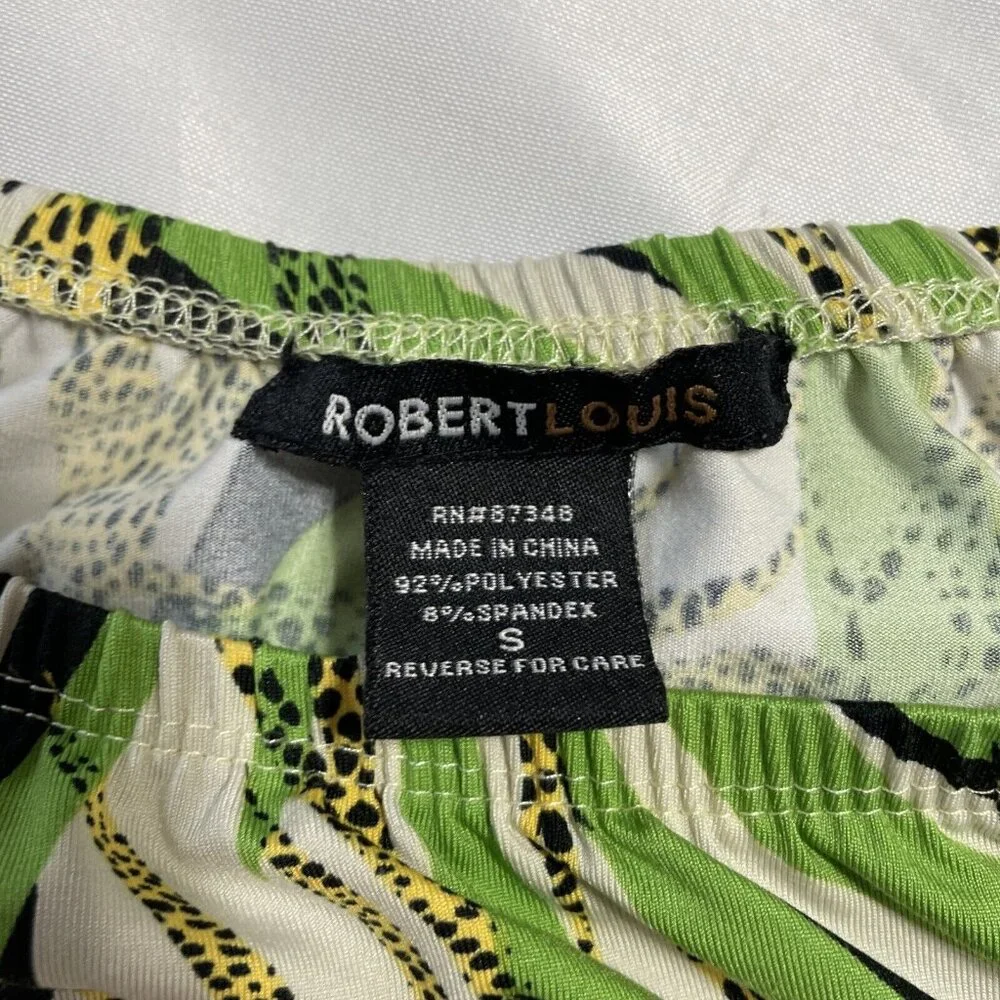 ROBERTLOUIS
RN#87348
MADE IN CHINA
92%POLYESTER
8%SPANDEX
S
REVERSE FOR CARE